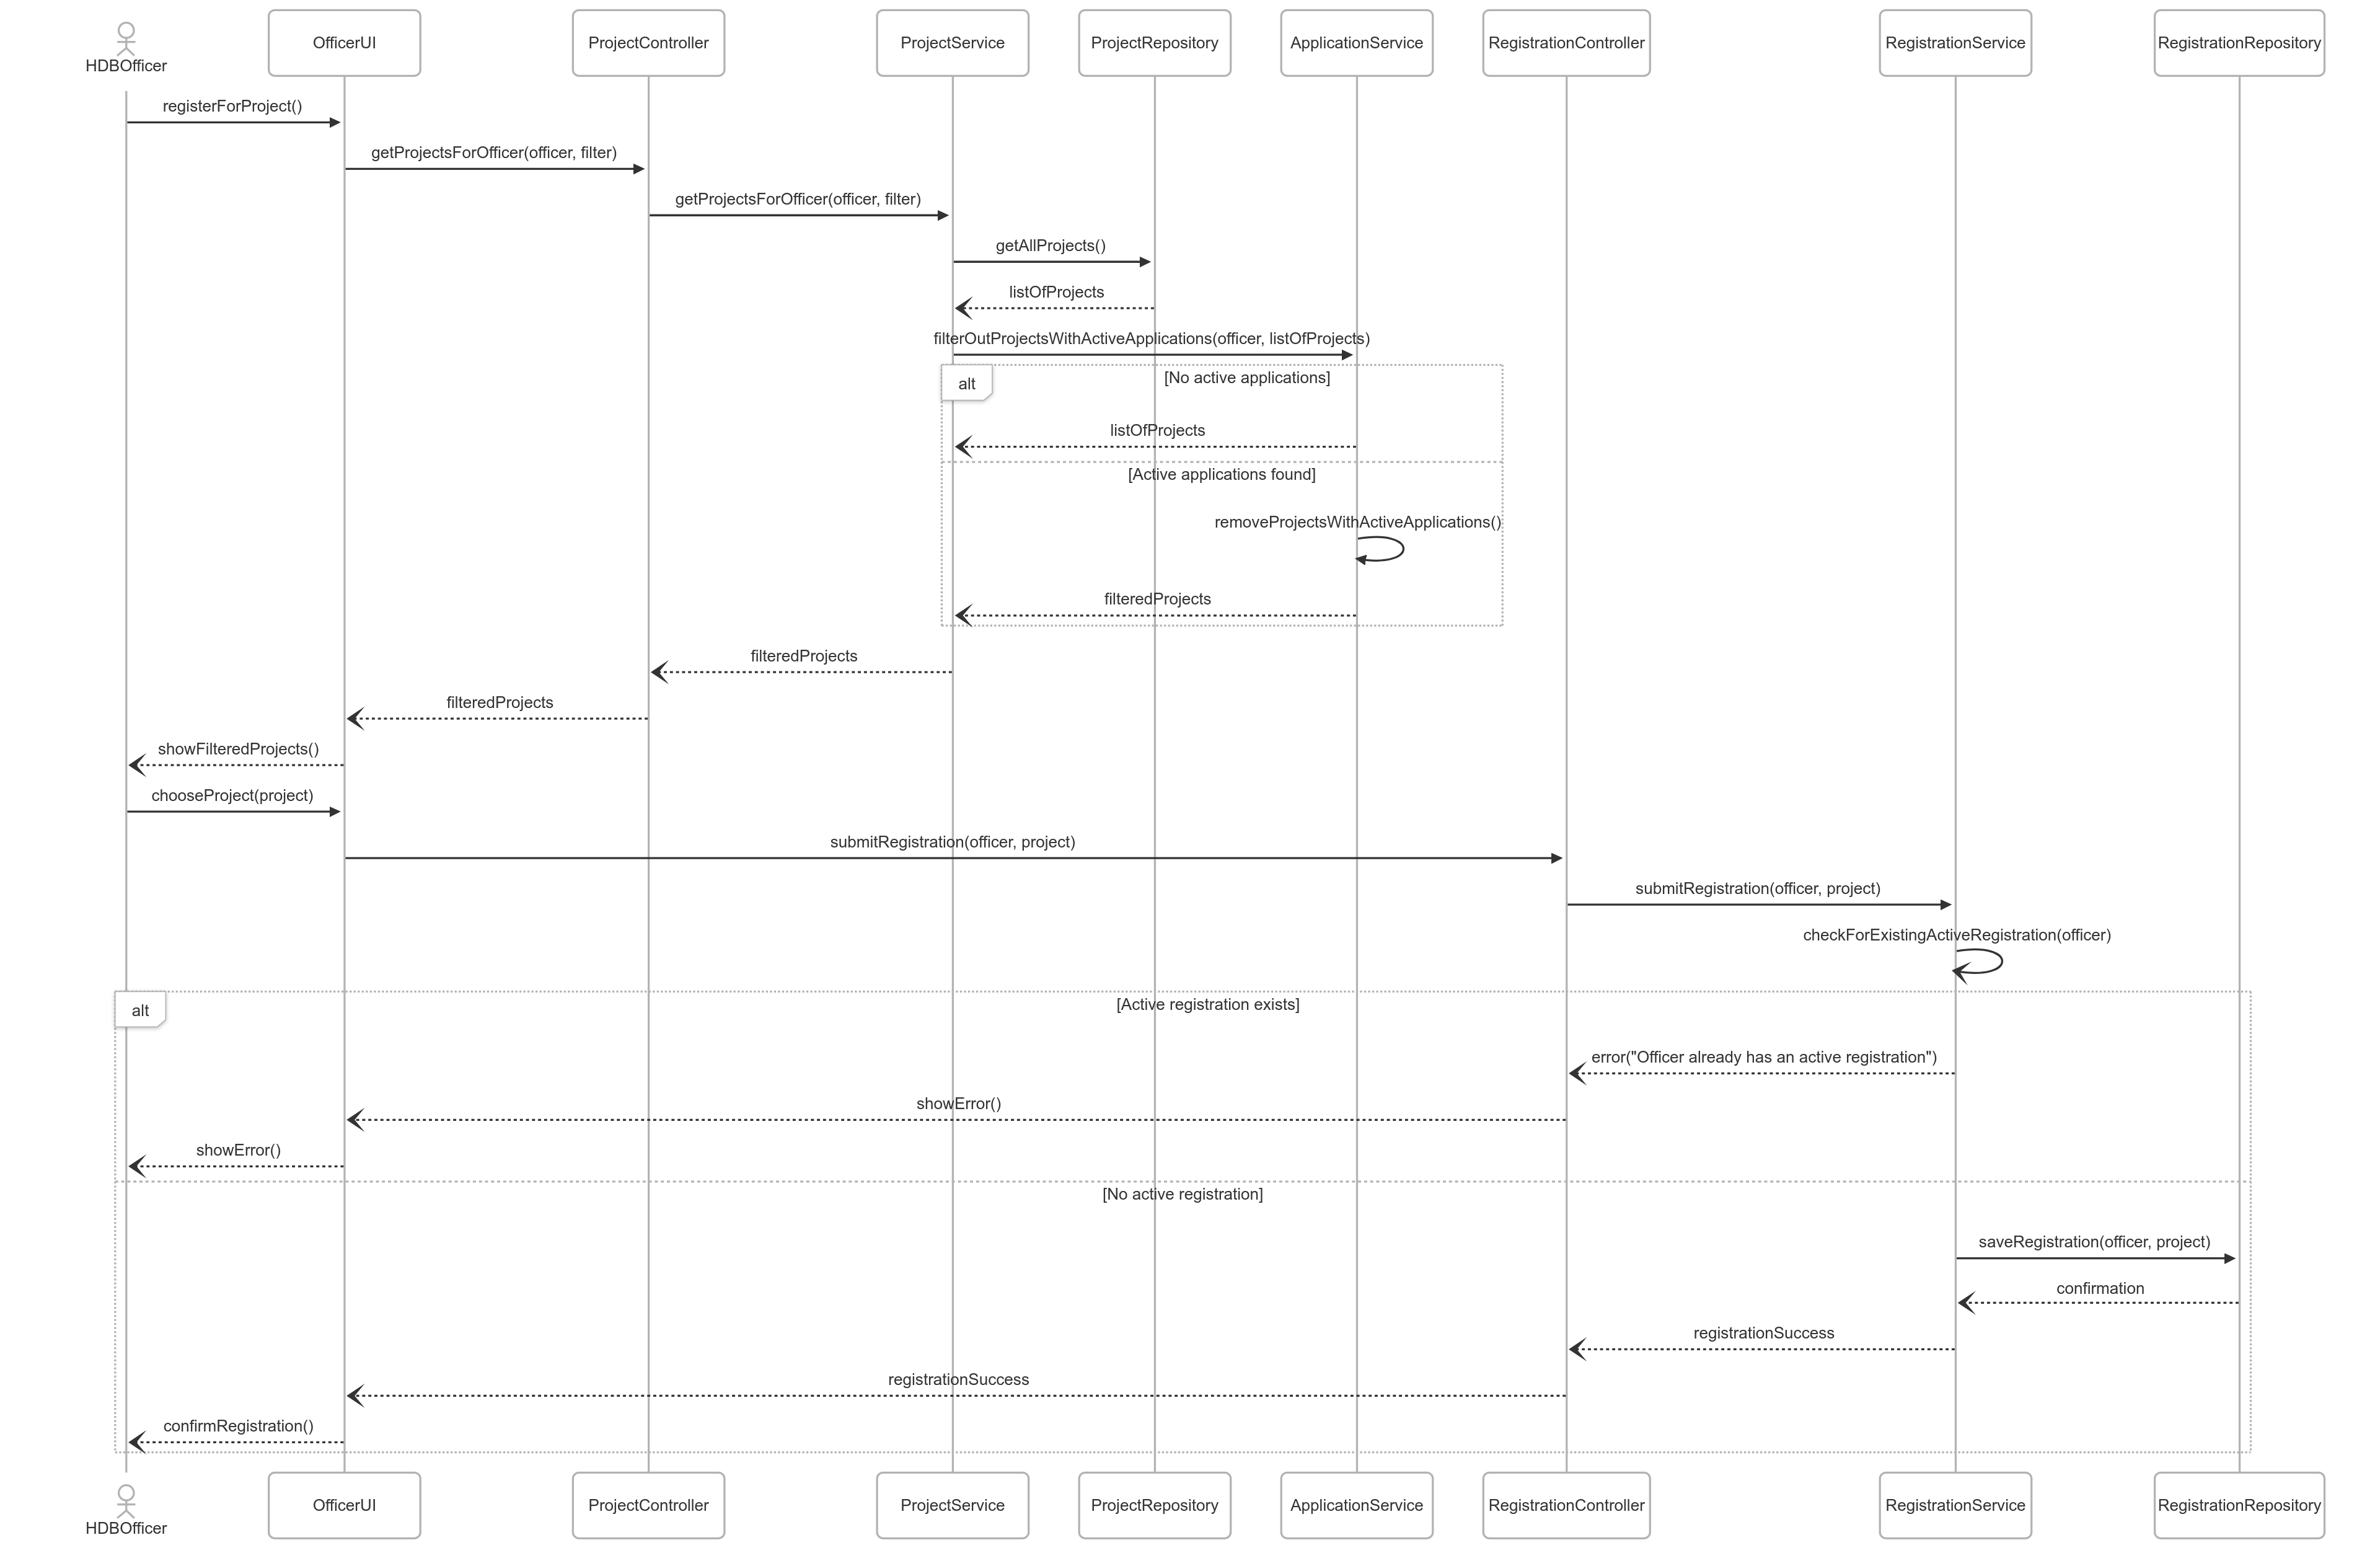 HDBOfficer
OfficerUI
ProjectController
ProjectService
ProjectRepository
ApplicationService
RegistrationController
RegistrationService
RegistrationRepository
registerForProject()
getProjectsForOfficer(officer, filter)
getProjectsForOfficer(officer, filter)
getAllProjects()
listOfProjects
filterOutProjectsWithActiveApplications(officer, listOfProjects)
alt
[No active applications]
listOfProjects
[Active applications found]
removeProjectsWithActiveApplications()
filteredProjects
filteredProjects
filteredProjects
showFilteredProjects()
chooseProject(project)
submitRegistration(officer, project)
submitRegistration(officer, project)
checkForExistingActiveRegistration(officer)
alt
[Active registration exists]
error("Officer already has an active registration")
showError()
showError()
[No active registration]
saveRegistration(officer, project)
confirmation
registrationSuccess
registrationSuccess
confirmRegistration()
HDBOfficer
OfficerUI
ProjectController
ProjectService
ProjectRepository
ApplicationService
RegistrationController
RegistrationService
RegistrationRepository